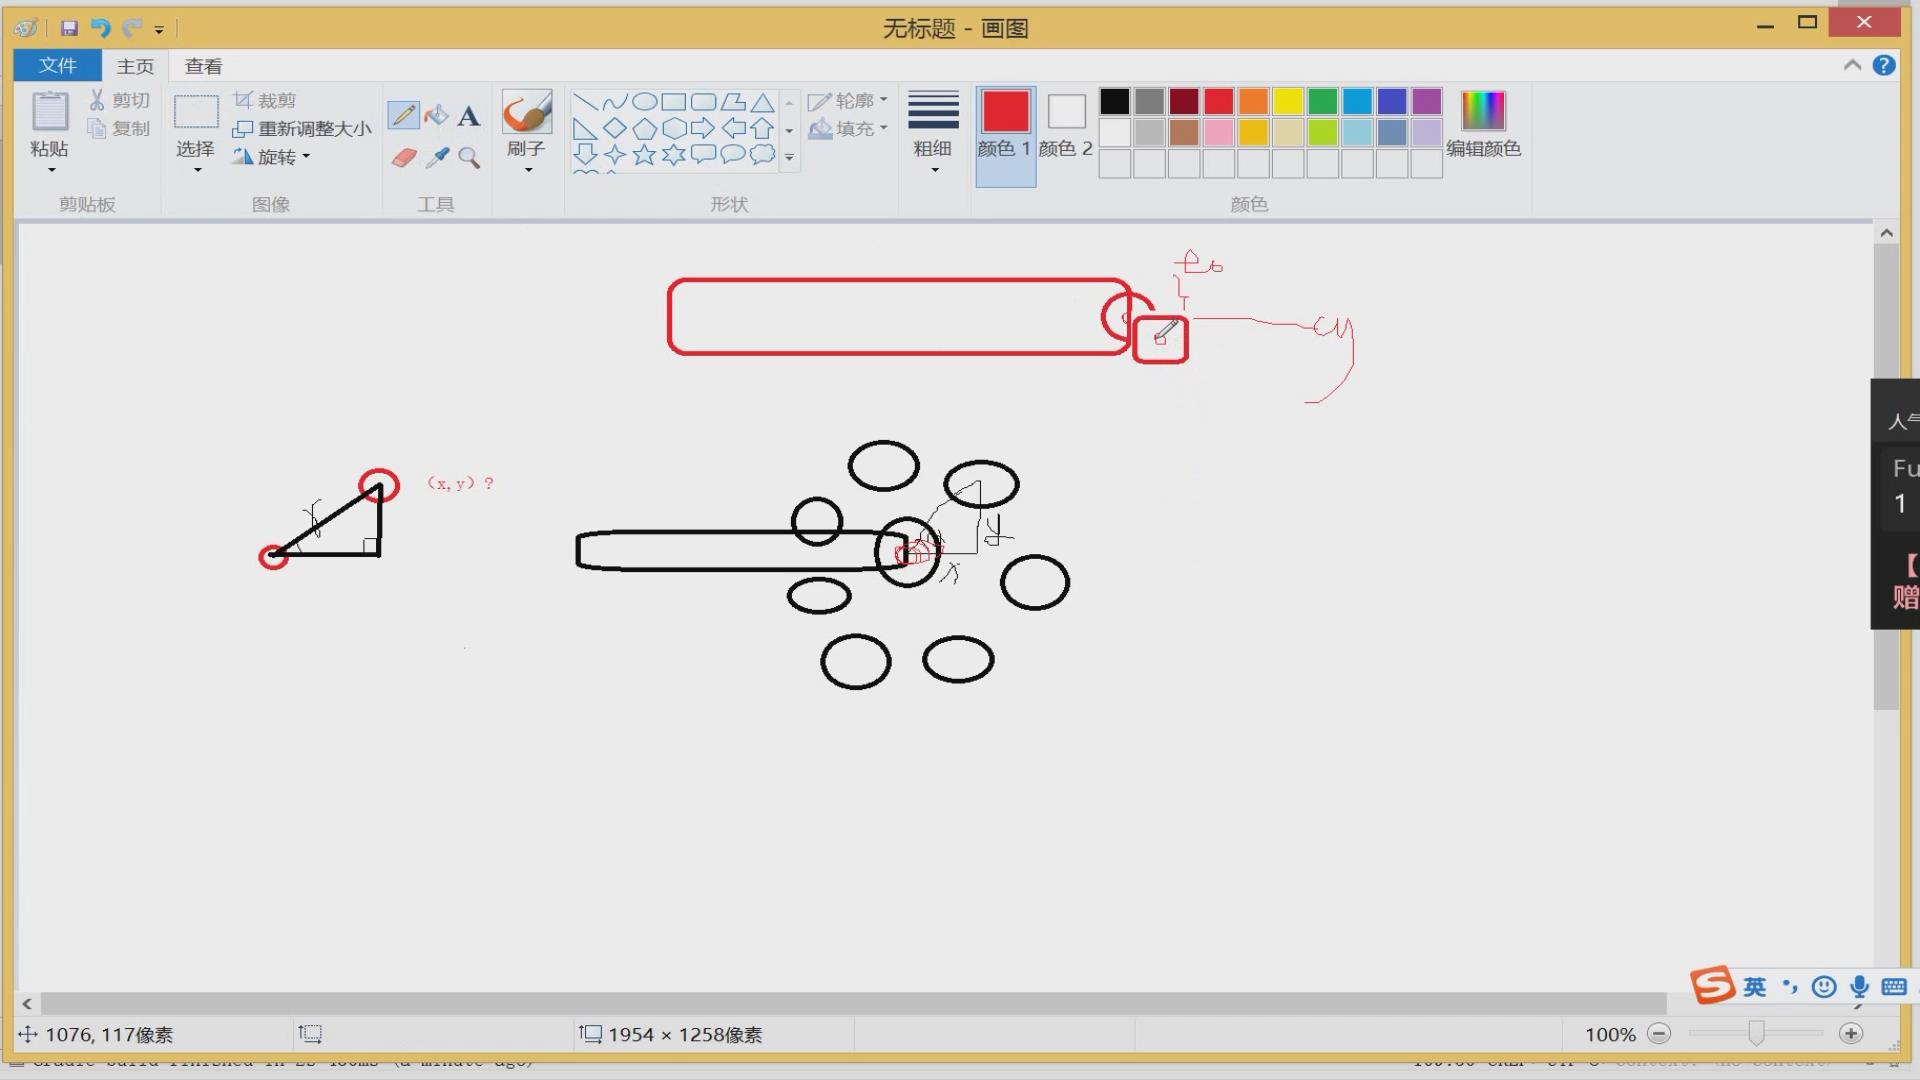 无标题 - 画图
文件 主页 查看
粘贴 剪切 复制 剪贴板
选择 裁剪 重新调整大小 旋转 图像
A 工具
刷子
形状 轮廓 填充
粗细
颜色 1 颜色 2 编辑颜色 颜色
(x,y)?
y
x
人气
Fu
1
【
赠
英
1076, 117像素
1954 × 1258像素
100%